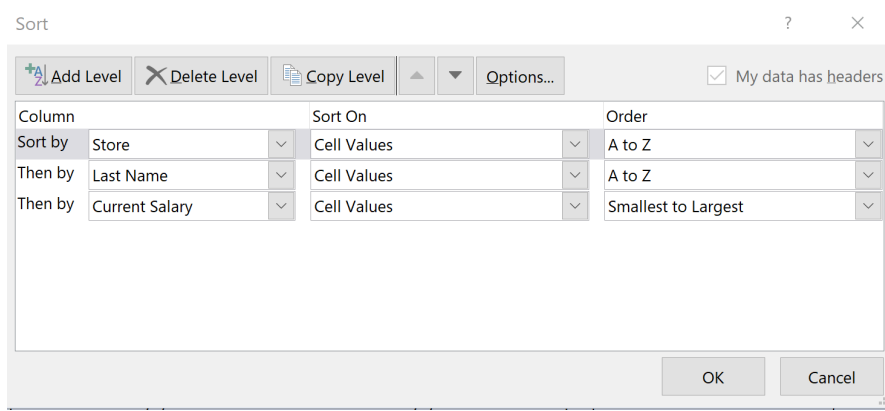 Sort ?
Add Level Delete Level Copy Level Options... My data has headers
Column Sort On Order
Sort by Store Cell Values A to Z
Then by Last Name Cell Values A to Z
Then by Current Salary Cell Values Smallest to Largest
OK Cancel